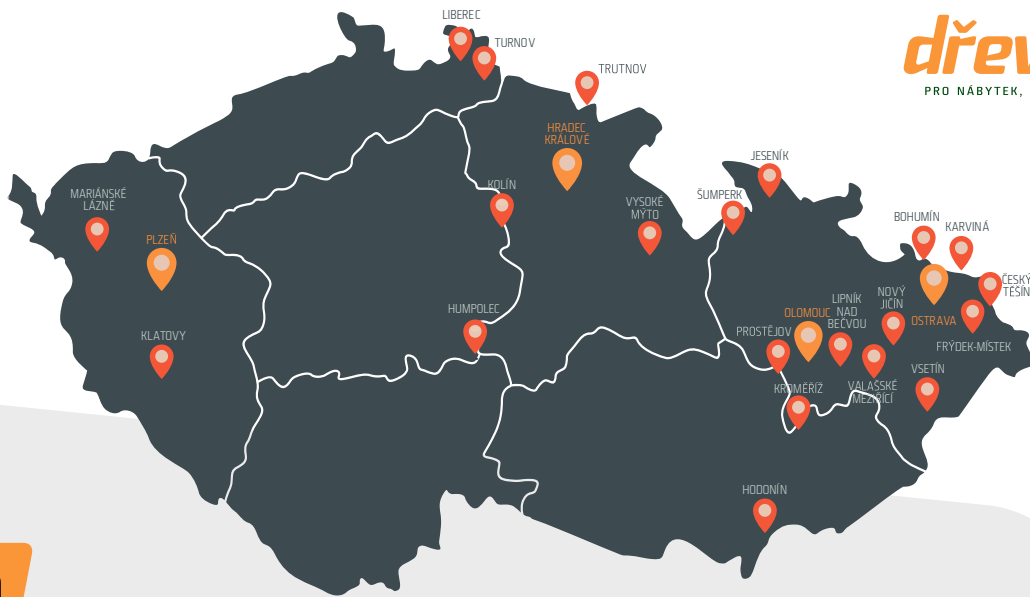 LIBEREC
TURNOV
dřev
PRO NÁBYTEK,
TRUTNOV
HRADEC
KRÁLOVÉ
JESENÍK
KOLÍN
ŠUMPERK
MARIÁNSKÉ
LÁZNĚ
VYSOKÉ
MÝTO
BOHUMÍN
KARVINÁ
PLZEŇ
ČESKÝ
TĚŠÍN
NOVÝ
JIČÍN
LIPNÍK
NAD
BEČVOU
HUMPOLEC
OLOMOUC
OSTRAVA
PROSTĚJOV
KLATOVY
FRÝDEK-MÍSTEK
VSETÍN
KROMĚŘÍŽ
VALAŠSKÉ
MEZIŘÍČÍ
HODONÍN